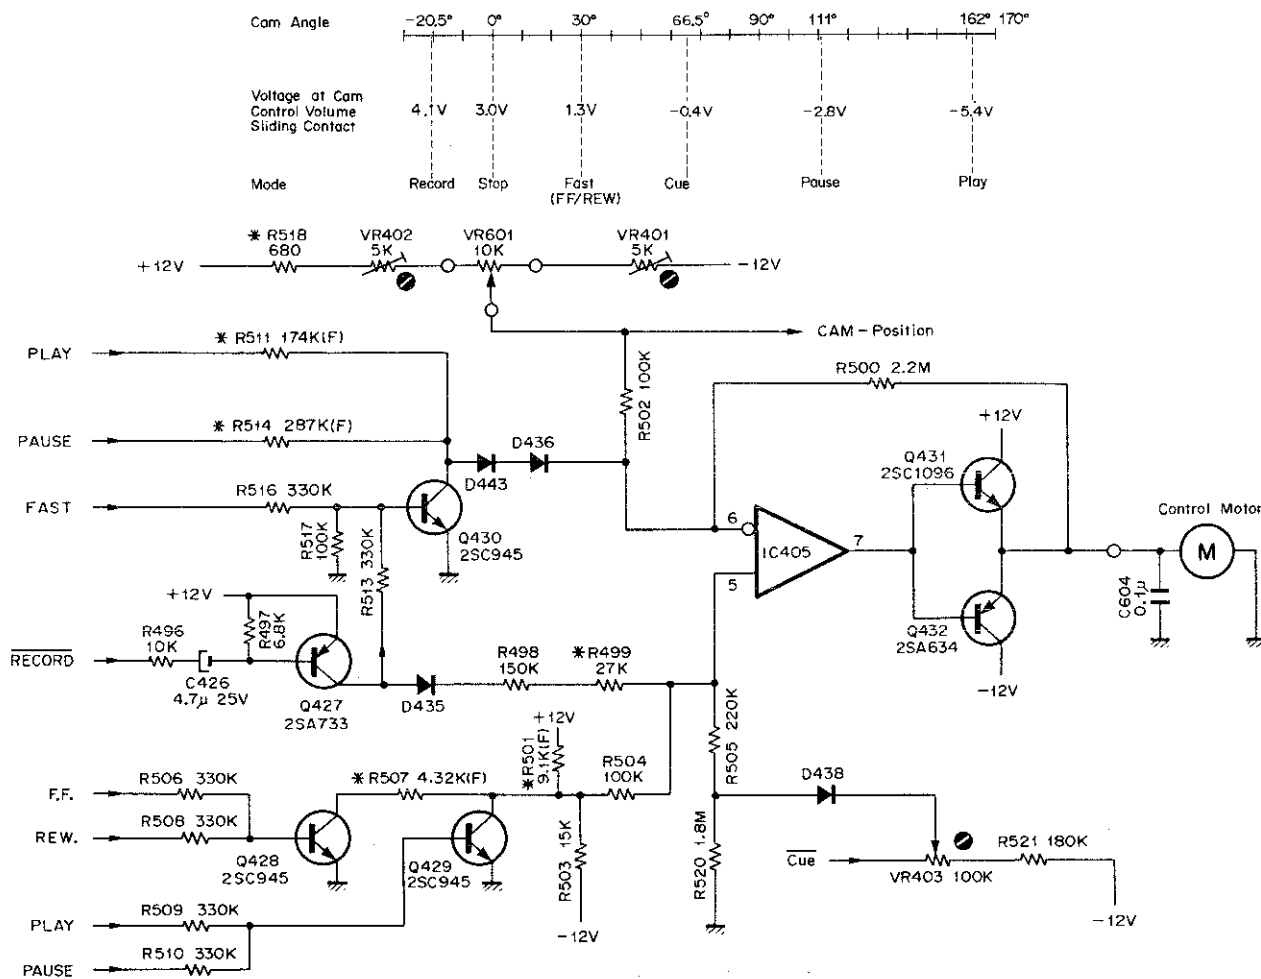 Cam Angle -20.5° 0° 30° 66.5° 90° 111° 162° 170°
Voltage at Cam
Control Volume
Sliding Contact
4.1V 3.0V 1.3V -0.4V -2.8V -5.4V
Mode Record Stop Fast Cue Pause Play
(FF/REW)
* R518 VR402 VR601 VR401
680 5K 10K 5K
+12V -12V
CAM-Position
PLAY
* R511 174K(F)
R502 100K
R500 2.2M
PAUSE
* R514 287K(F)
D436
D443
+12V
Q431
2SC1096
FAST
R516 330K
R517
100K
Q430
2SC945
R513 330K
6
IC405
7
5
Control Motor
M
C604
0.1µ
+12V
R497
6.8K
R496
10K
RECORD
C426
4.7µ 25V
Q427
2SA733
D435
R498
150K
*R499
27K
Q432
2SA634
-12V
+12V
*R501
9.1K(F)
R504
100K
R505 220K
D438
F.F.
R506 330K
* R507 4.32K(F)
REW.
R508 330K
Q428
2SC945
Q429
2SC945
R503 15K
R520 1.8M
Cue
VR403 100K
R521 180K
-12V
PLAY
R509 330K
-12V
PAUSE
R510 330K